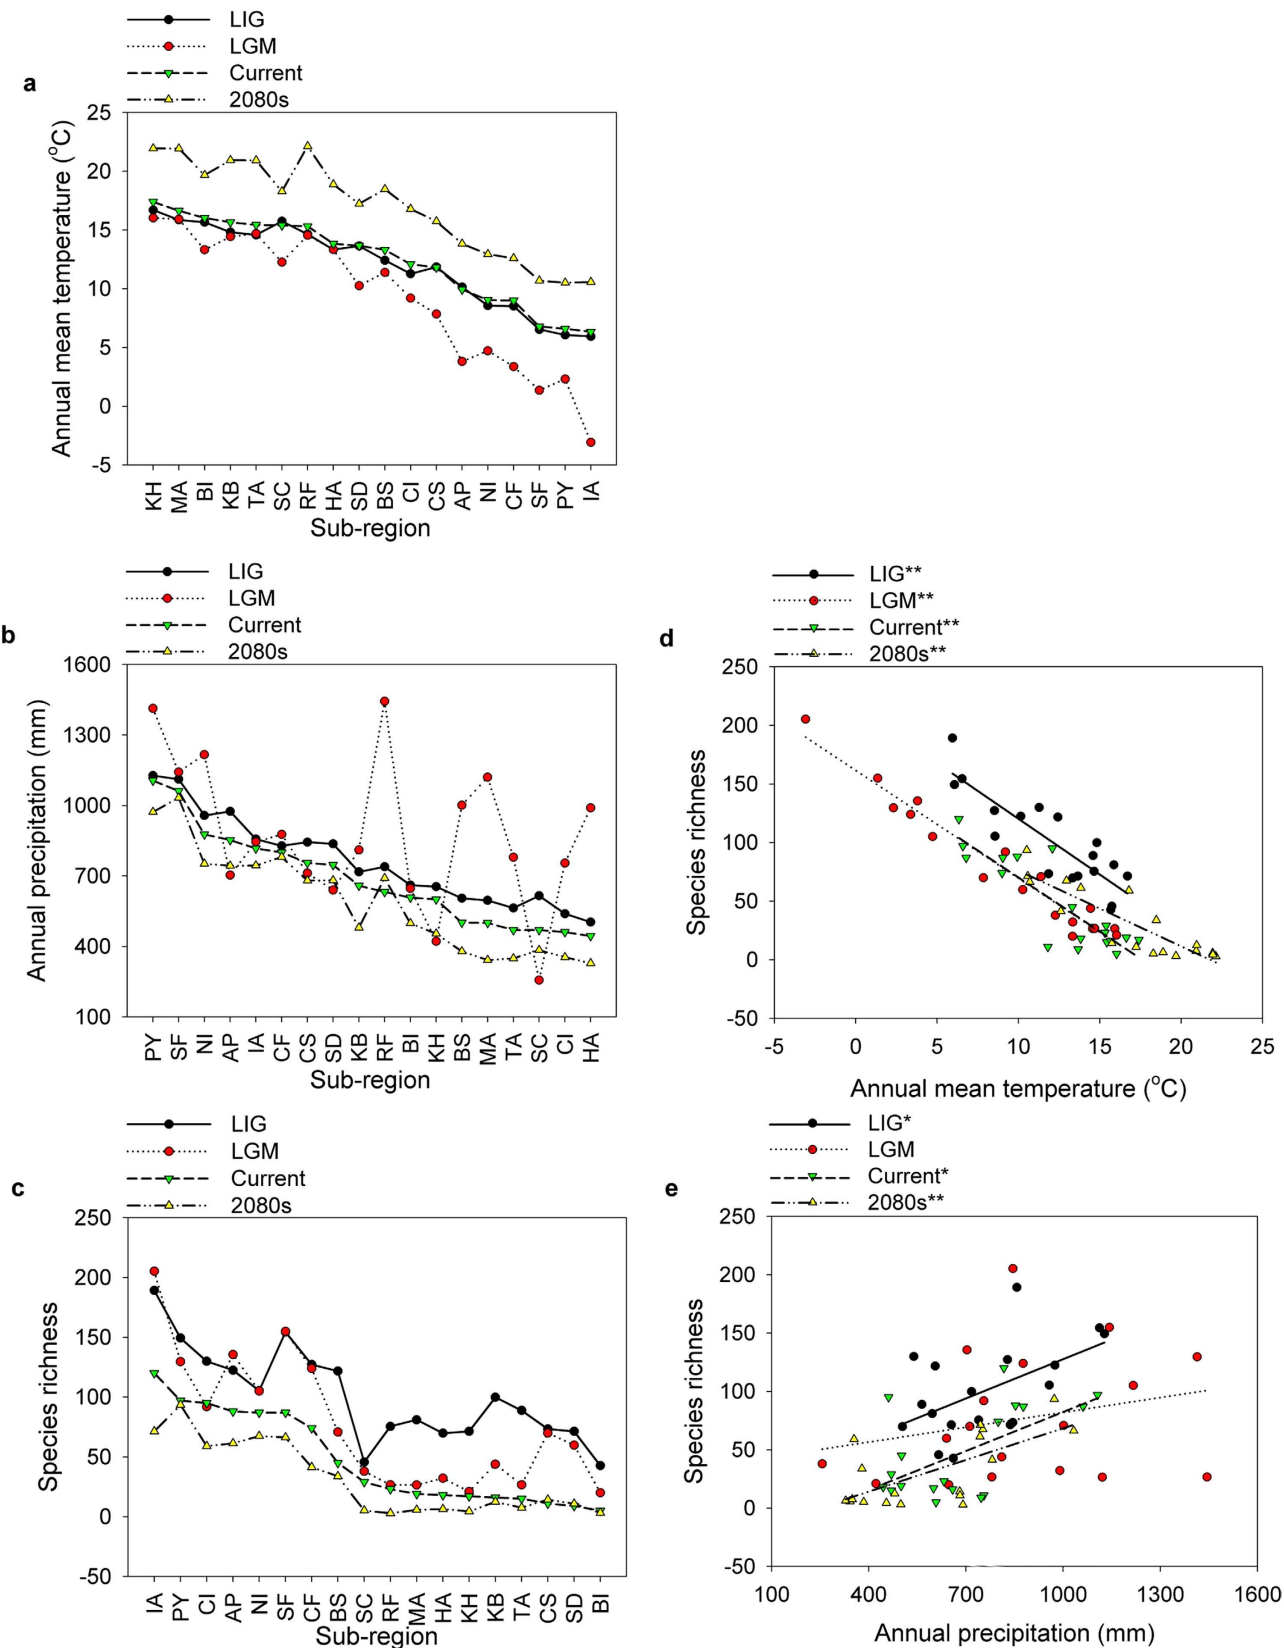 LIG
LGM
Current
2080s
a
25
20
15
10
5
0
-5
Annual mean temperature (°C)
KH MA BI KB TA SC RF HA SD BS CI CS AP NI CF SF PY IA
Sub-region
LIG
LGM
Current
2080s
b
1600
1300
1000
700
400
100
Annual precipitation (mm)
PY SF NI AP IA CF CS SD KB RF BI KH BS MA TA SC CI HA
Sub-region
LIG**
LGM**
Current**
2080s**
d
250
200
150
100
50
0
-50
Species richness
-5 0 5 10 15 20 25
Annual mean temperature (°C)
LIG
LGM
Current
2080s
c
250
200
150
100
50
0
-50
Species richness
IA PY CI AP NI SF CF BS SC RF MA HA KH KB TA CS SD BI
Sub-region
LIG*
LGM
Current*
2080s**
e
250
200
150
100
50
0
-50
Species richness
100 400 700 1000 1300 1600
Annual precipitation (mm)